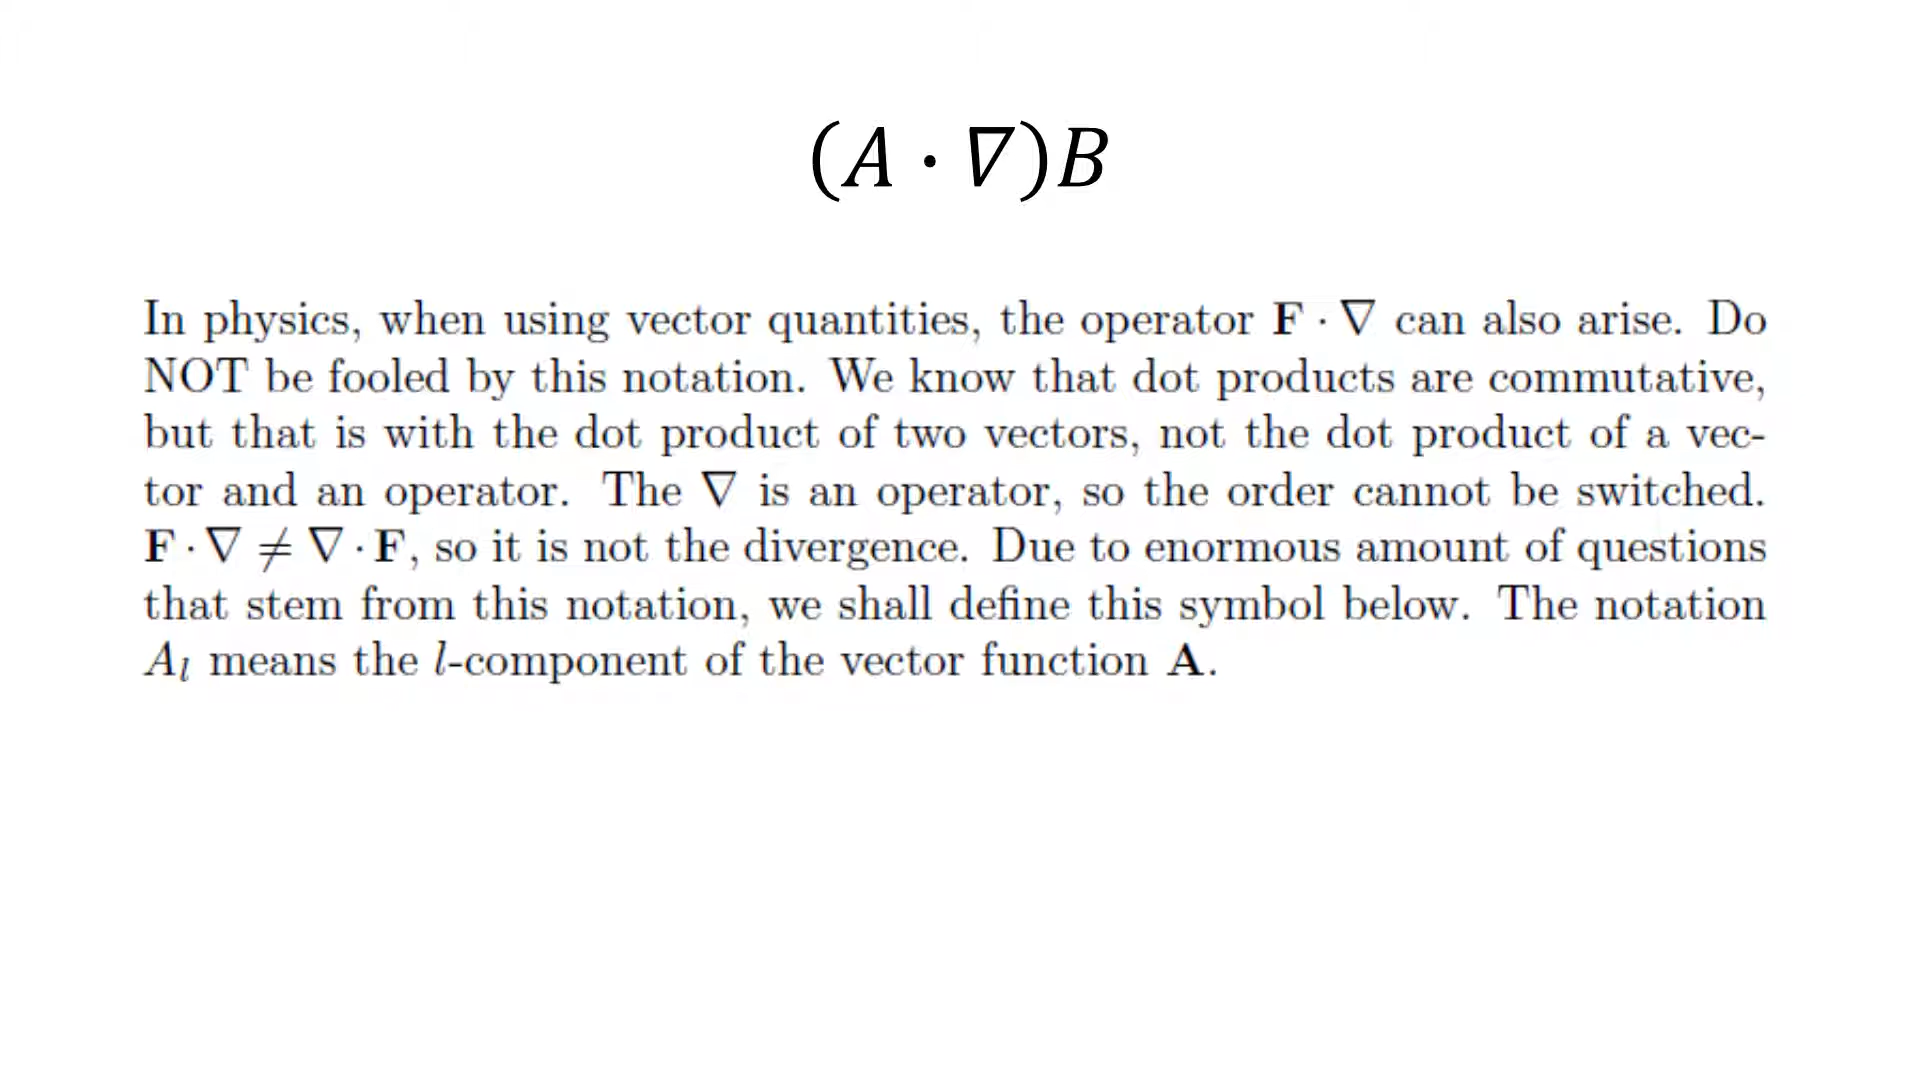 (A · ∇)B
In physics, when using vector quantities, the operator F · ∇ can also arise. Do
NOT be fooled by this notation. We know that dot products are commutative,
but that is with the dot product of two vectors, not the dot product of a vec-
tor and an operator. The ∇ is an operator, so the order cannot be switched.
F · ∇ ≠ ∇ · F, so it is not the divergence. Due to enormous amount of questions
that stem from this notation, we shall define this symbol below. The notation
Aₗ means the l-component of the vector function A.